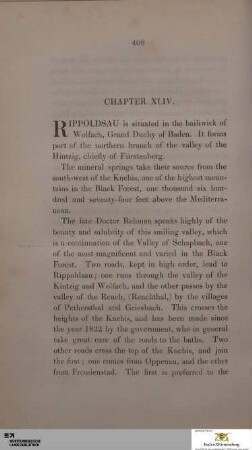 406
CHAPTER XLIV.
RIPPOLDSAU is situated in the bailiwick of
Wolfach, Grand Duchy of Baden. It forms
part of the northern branch of the valley of the
Hintzig, chiefly of Fürstenberg.
The mineral springs take their source from the
south-west of the Knebis, one of the highest moun-
tains in the Black Forest, one thousand six hun-
dred and seventy-four feet above the Mediterra-
nean.
The late Doctor Rehman speaks highly of the
beauty and salubrity of this smiling valley, which
is a continuation of the Valley of Schapbach, one
of the most magnificent and varied in the Black
Forest. Two roads, kept in high order, lead to
Rippoldsau; one runs through the valley of the
Kintzig and Wolfach, and the other passes by the
valley of the Rench, (Renchthal,) by the villages
of Pethersthal and Griesbach. This crosses the
heights of the Knebis, and has been made since
the year 1822 by the government, who in general
take great care of the roads to the baths. Two
other roads cross the top of the Knebis, and join
the first; one comes from Oppenau, and the other
from Freudenstad. The first is preferred to the
Baden-Württemberg